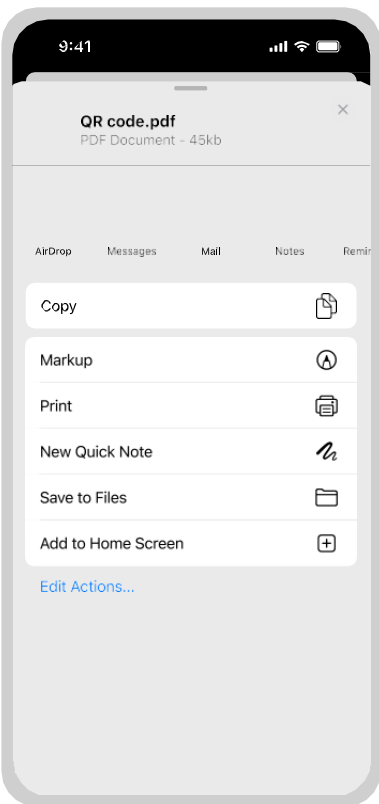 9:41
QR code.pdf
PDF Document - 45kb
AirDrop Messages Mail Notes Remin
Copy
Markup
Print
New Quick Note
Save to Files
Add to Home Screen
Edit Actions...